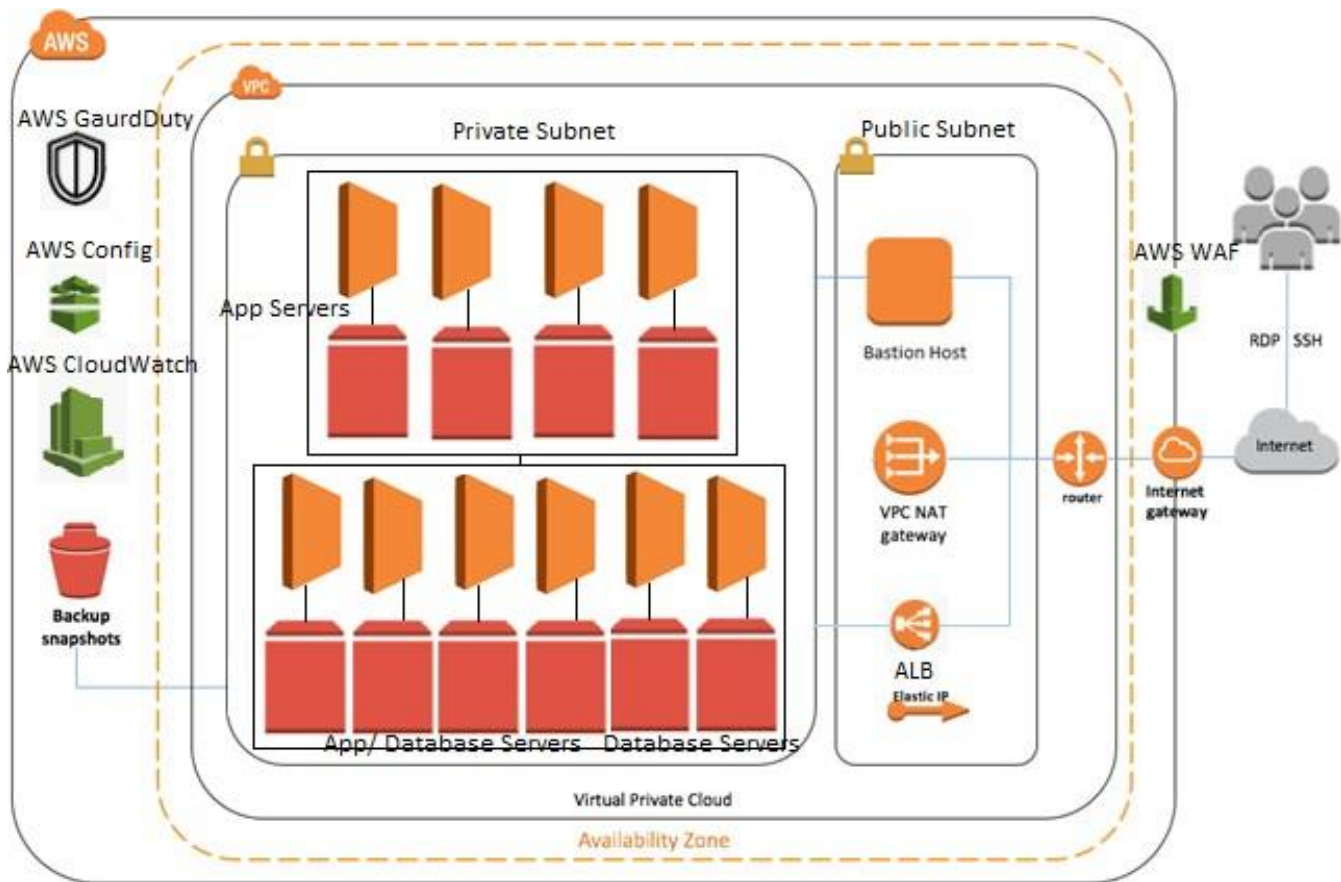 AWS
VPC
AWS GaurdDuty
Private Subnet
Public Subnet
AWS Config
AWS WAF
App Servers
RDP
SSH
Bastion Host
AWS CloudWatch
Internet
VPC NAT
gateway
router
Internet
gateway
Backup
snapshots
ALB
Elastic IP
App/ Database Servers
Database Servers
Virtual Private Cloud
Availability Zone